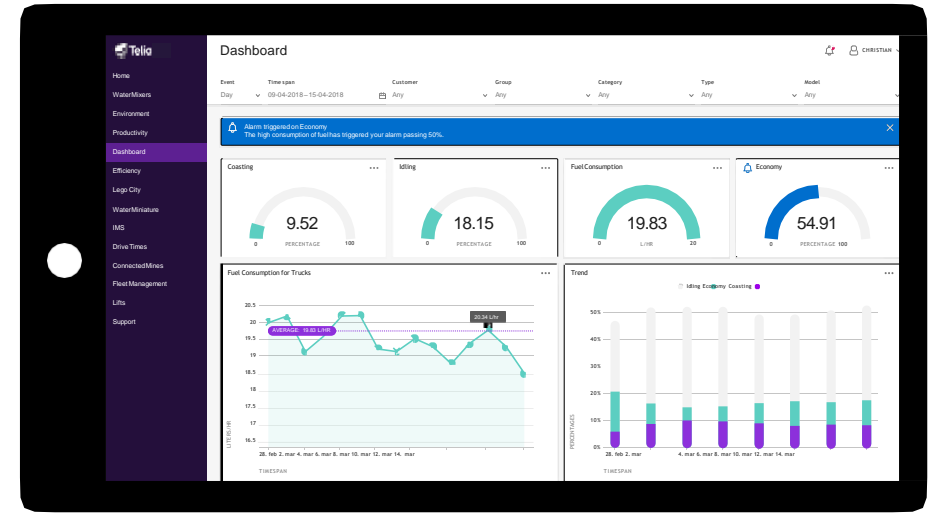 Telia
Dashboard
CHRISTIAN
Home
WaterMixers
Environment
Productivity
Dashboard
Efficiency
Lego City
WaterMiniature
IMS
Drive Times
ConnectedMines
Fleet Management
Lifts
Support
Event Time span Customer Group Category Type Model
Day 09-04-2018–15-04-2018 Any Any Any Any Any
Alarm triggered on Economy
The high consumption of fuel has triggered your alarm passing 50%.
Coasting
9.52
0 PERCENTAGE 100
Idling
18.15
0 PERCENTAGE 100
Fuel Consumption
19.83
0 L/HR 20
Economy
54.91
0 PERCENTAGE 100
Fuel Consumption for Trucks
20.5
20
19.5
19
18.5
18
17.5
17
16.5
LITERS/HR
AVERAGE: 19.83 L/HR
20.34 L/hr
28. feb 2. mar 4. mar 6. mar 8. mar 10. mar 12. mar 14. mar
TIMESPAN
Trend
Idling Economy Coasting
50%
40%
30%
20%
10%
0%
PERCENTAGES
28. feb 2. mar 4. mar 6. mar 8. mar 10. mar 12. mar 14. mar
TIMESPAN